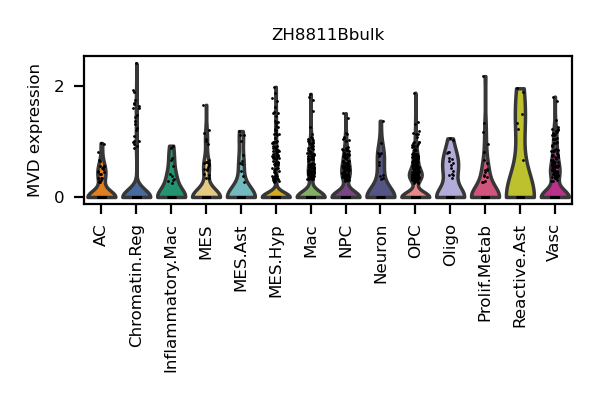 ZH8811Bbulk
MVD expression
2
0
AC
Chromatin.Reg
Inflammatory.Mac
MES
MES.Ast
MES.Hyp
Mac
NPC
Neuron
OPC
Oligo
Prolif.Metab
Reactive.Ast
Vasc